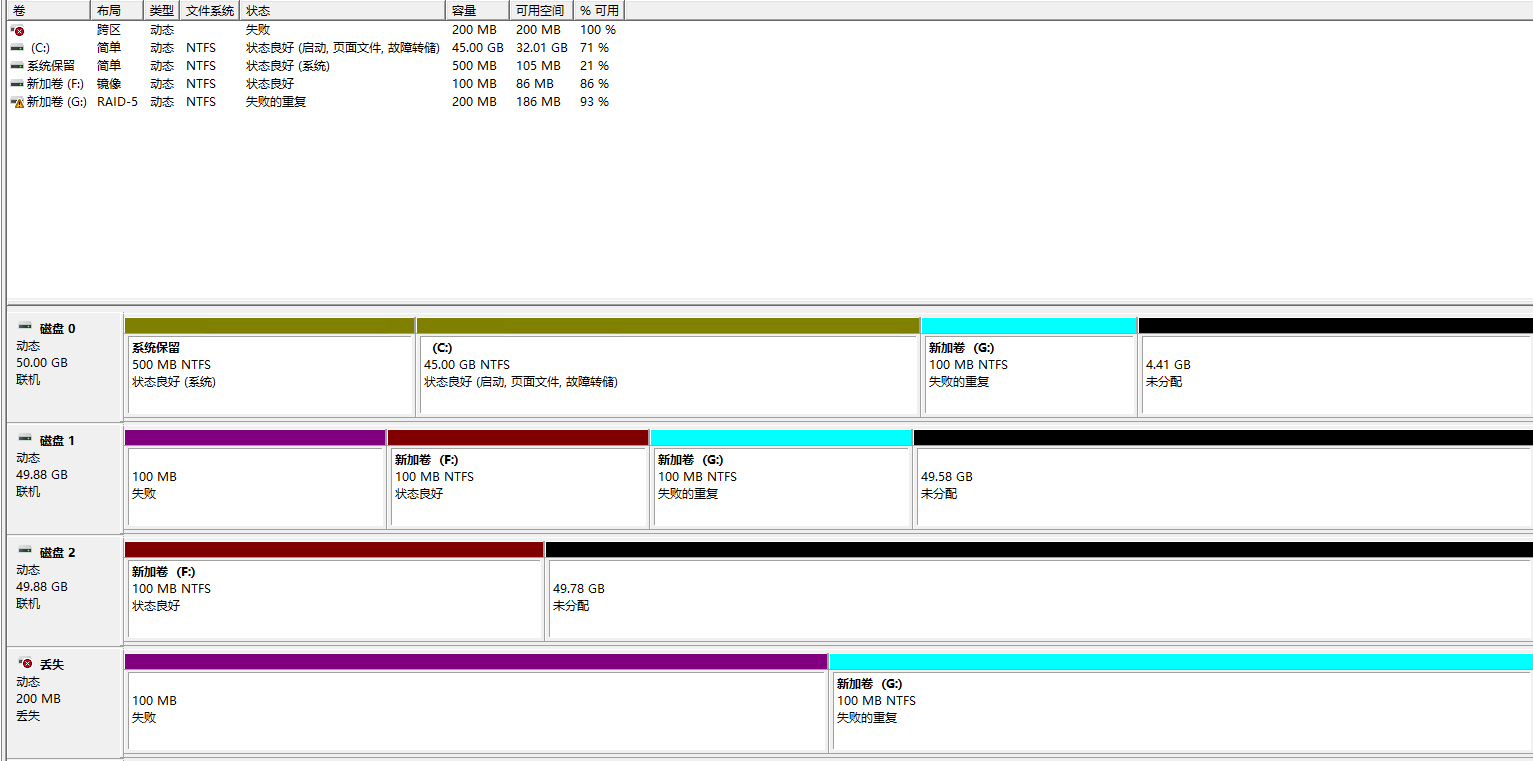 卷 布局 类型 文件系统 状态 容量 可用空间 % 可用
跨区 动态 失败 200 MB 200 MB 100 %
(C:) 简单 动态 NTFS 状态良好 (启动, 页面文件, 故障转储) 45.00 GB 32.01 GB 71 %
系统保留 简单 动态 NTFS 状态良好 (系统) 500 MB 105 MB 21 %
新加卷 (F:) 镜像 动态 NTFS 状态良好 100 MB 86 MB 86 %
新加卷 (G:) RAID-5 动态 NTFS 失败的重复 200 MB 186 MB 93 %
磁盘 0
动态
50.00 GB
联机
系统保留
500 MB NTFS
状态良好 (系统)
(C:)
45.00 GB NTFS
状态良好 (启动, 页面文件, 故障转储)
新加卷 (G:)
100 MB NTFS
失败的重复
4.41 GB
未分配
磁盘 1
动态
49.88 GB
联机
100 MB
失败
新加卷 (F:)
100 MB NTFS
状态良好
新加卷 (G:)
100 MB NTFS
失败的重复
49.58 GB
未分配
磁盘 2
动态
49.88 GB
联机
新加卷 (F:)
100 MB NTFS
状态良好
49.78 GB
未分配
丢失
动态
200 MB
丢失
100 MB
失败
新加卷 (G:)
100 MB NTFS
失败的重复